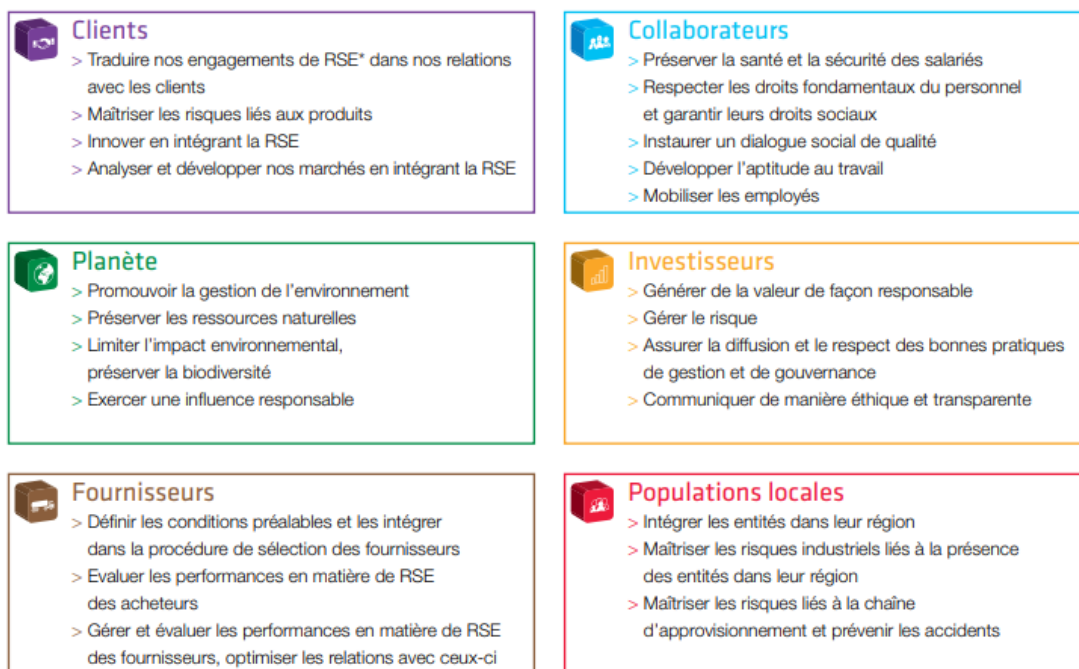 Clients
> Traduire nos engagements de RSE* dans nos relations
avec les clients
> Maîtriser les risques liés aux produits
> Innover en intégrant la RSE
> Analyser et développer nos marchés en intégrant la RSE
Collaborateurs
> Préserver la santé et la sécurité des salariés
> Respecter les droits fondamentaux du personnel
et garantir leurs droits sociaux
> Instaurer un dialogue social de qualité
> Développer l'aptitude au travail
> Mobiliser les employés
Planète
> Promouvoir la gestion de l'environnement
> Préserver les ressources naturelles
> Limiter l'impact environnemental,
préserver la biodiversité
> Exercer une influence responsable
Investisseurs
> Générer de la valeur de façon responsable
> Gérer le risque
> Assurer la diffusion et le respect des bonnes pratiques
de gestion et de gouvernance
> Communiquer de manière éthique et transparente
Fournisseurs
> Définir les conditions préalables et les intégrer
dans la procédure de sélection des fournisseurs
> Evaluer les performances en matière de RSE
des acheteurs
> Gérer et évaluer les performances en matière de RSE
des fournisseurs, optimiser les relations avec ceux-ci
Populations locales
> Intégrer les entités dans leur région
> Maîtriser les risques industriels liés à la présence
des entités dans leur région
> Maîtriser les risques liés à la chaîne
d'approvisionnement et prévenir les accidents